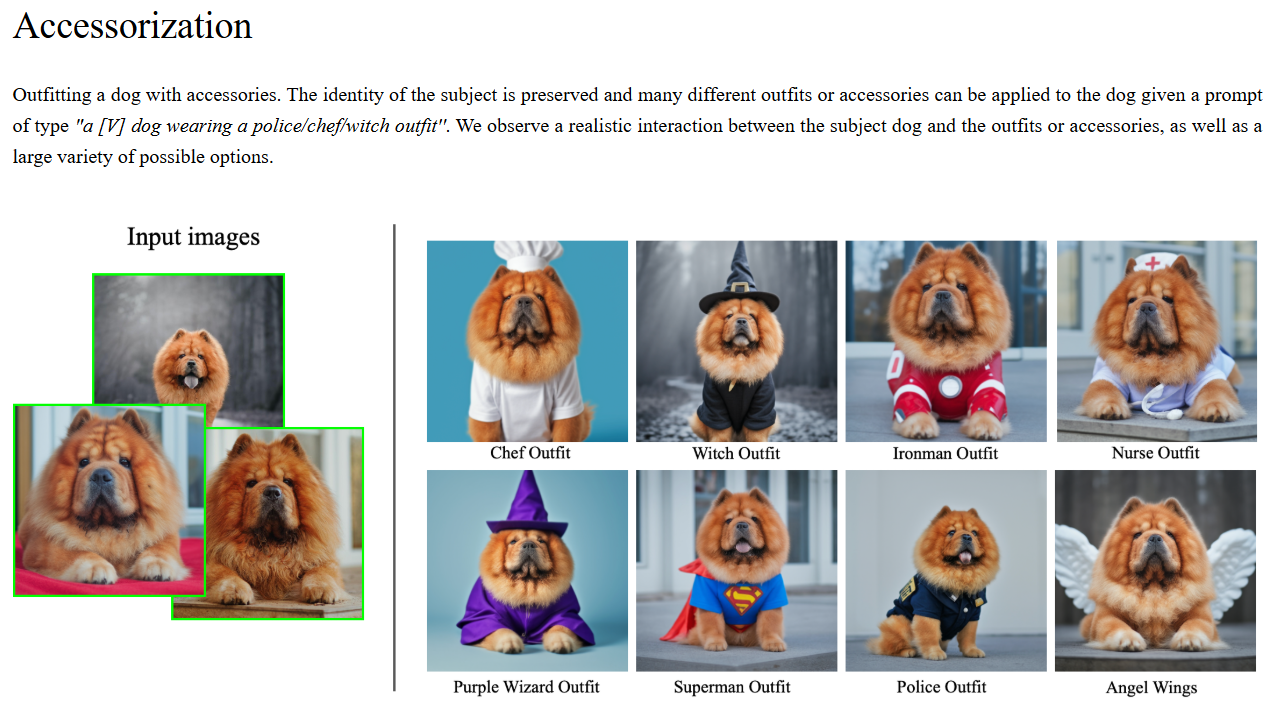 Accessorization
Outfitting a dog with accessories. The identity of the subject is preserved and many different outfits or accessories can be applied to the dog given a prompt
of type "a [V] dog wearing a police/chef/witch outfit". We observe a realistic interaction between the subject dog and the outfits or accessories, as well as a
large variety of possible options.
Input images
Chef Outfit
Witch Outfit
Ironman Outfit
Nurse Outfit
Purple Wizard Outfit
Superman Outfit
Police Outfit
Angel Wings